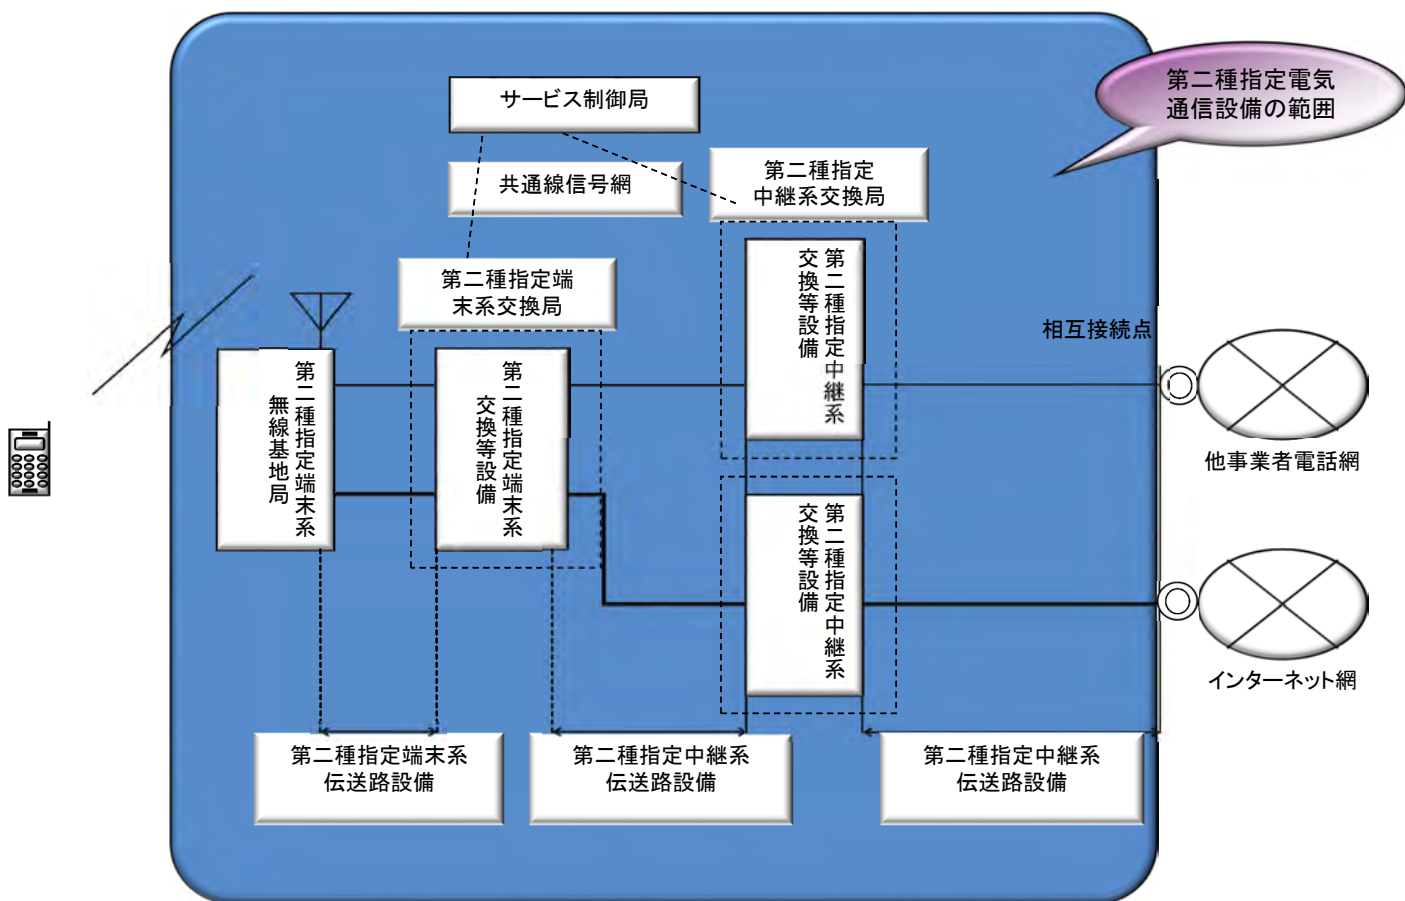 第二種指定電気
通信設備の範囲
サービス制御局
共通線信号網
第二種指定
中継系交換局
第二種指定端
末系交換局
第二種指定中継系
交換等設備
相互接続点
第二種指定端末系
無線基地局
第二種指定端末系
交換等設備
他事業者電話網
第二種指定中継系
交換等設備
インターネット網
第二種指定端末系
伝送路設備
第二種指定中継系
伝送路設備
第二種指定中継系
伝送路設備